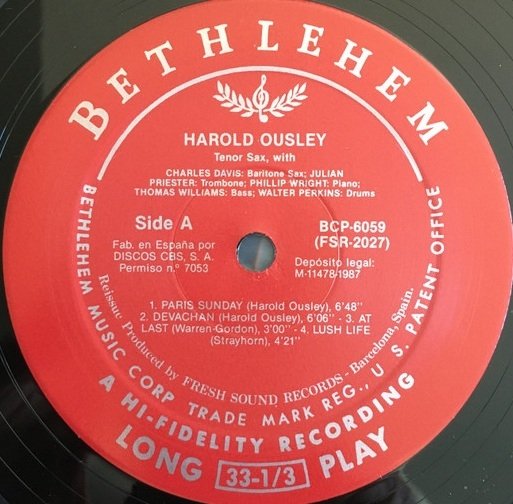 BETHLEHEM
HAROLD OUSLEY
Tenor Sax, with
CHARLES DAVIS: Baritone Sax; JULIAN
PRIESTER: Trombone; PHILLIP WRIGHT; Piano;
THOMAS WILLIAMS: Bass; WALTER PERKINS: Drums
Side A
Fab. en España por
DISCOS CBS, S. A.
Permiso n.º 7053
BCP-6059
(FSR-2027)
Depósito legal:
M-11478-1987
1. PARIS SUNDAY (Harold Ousley), 6'48" -
2. DEVACHAN (Harold Ousley), 6'06" - 3. AT
LAST (Warren-Gordon), 3'00" - 4. LUSH LIFE
(Strayhorn), 4'21"
Reissue Produced by FRESH SOUND RECORDS - Barcelona, Spain.
BETHLEHEM MUSIC CORP TRADE MARK REG., U. S. PATENT OFFICE
A HI-FIDELITY RECORDING
LONG 33-1/3 PLAY